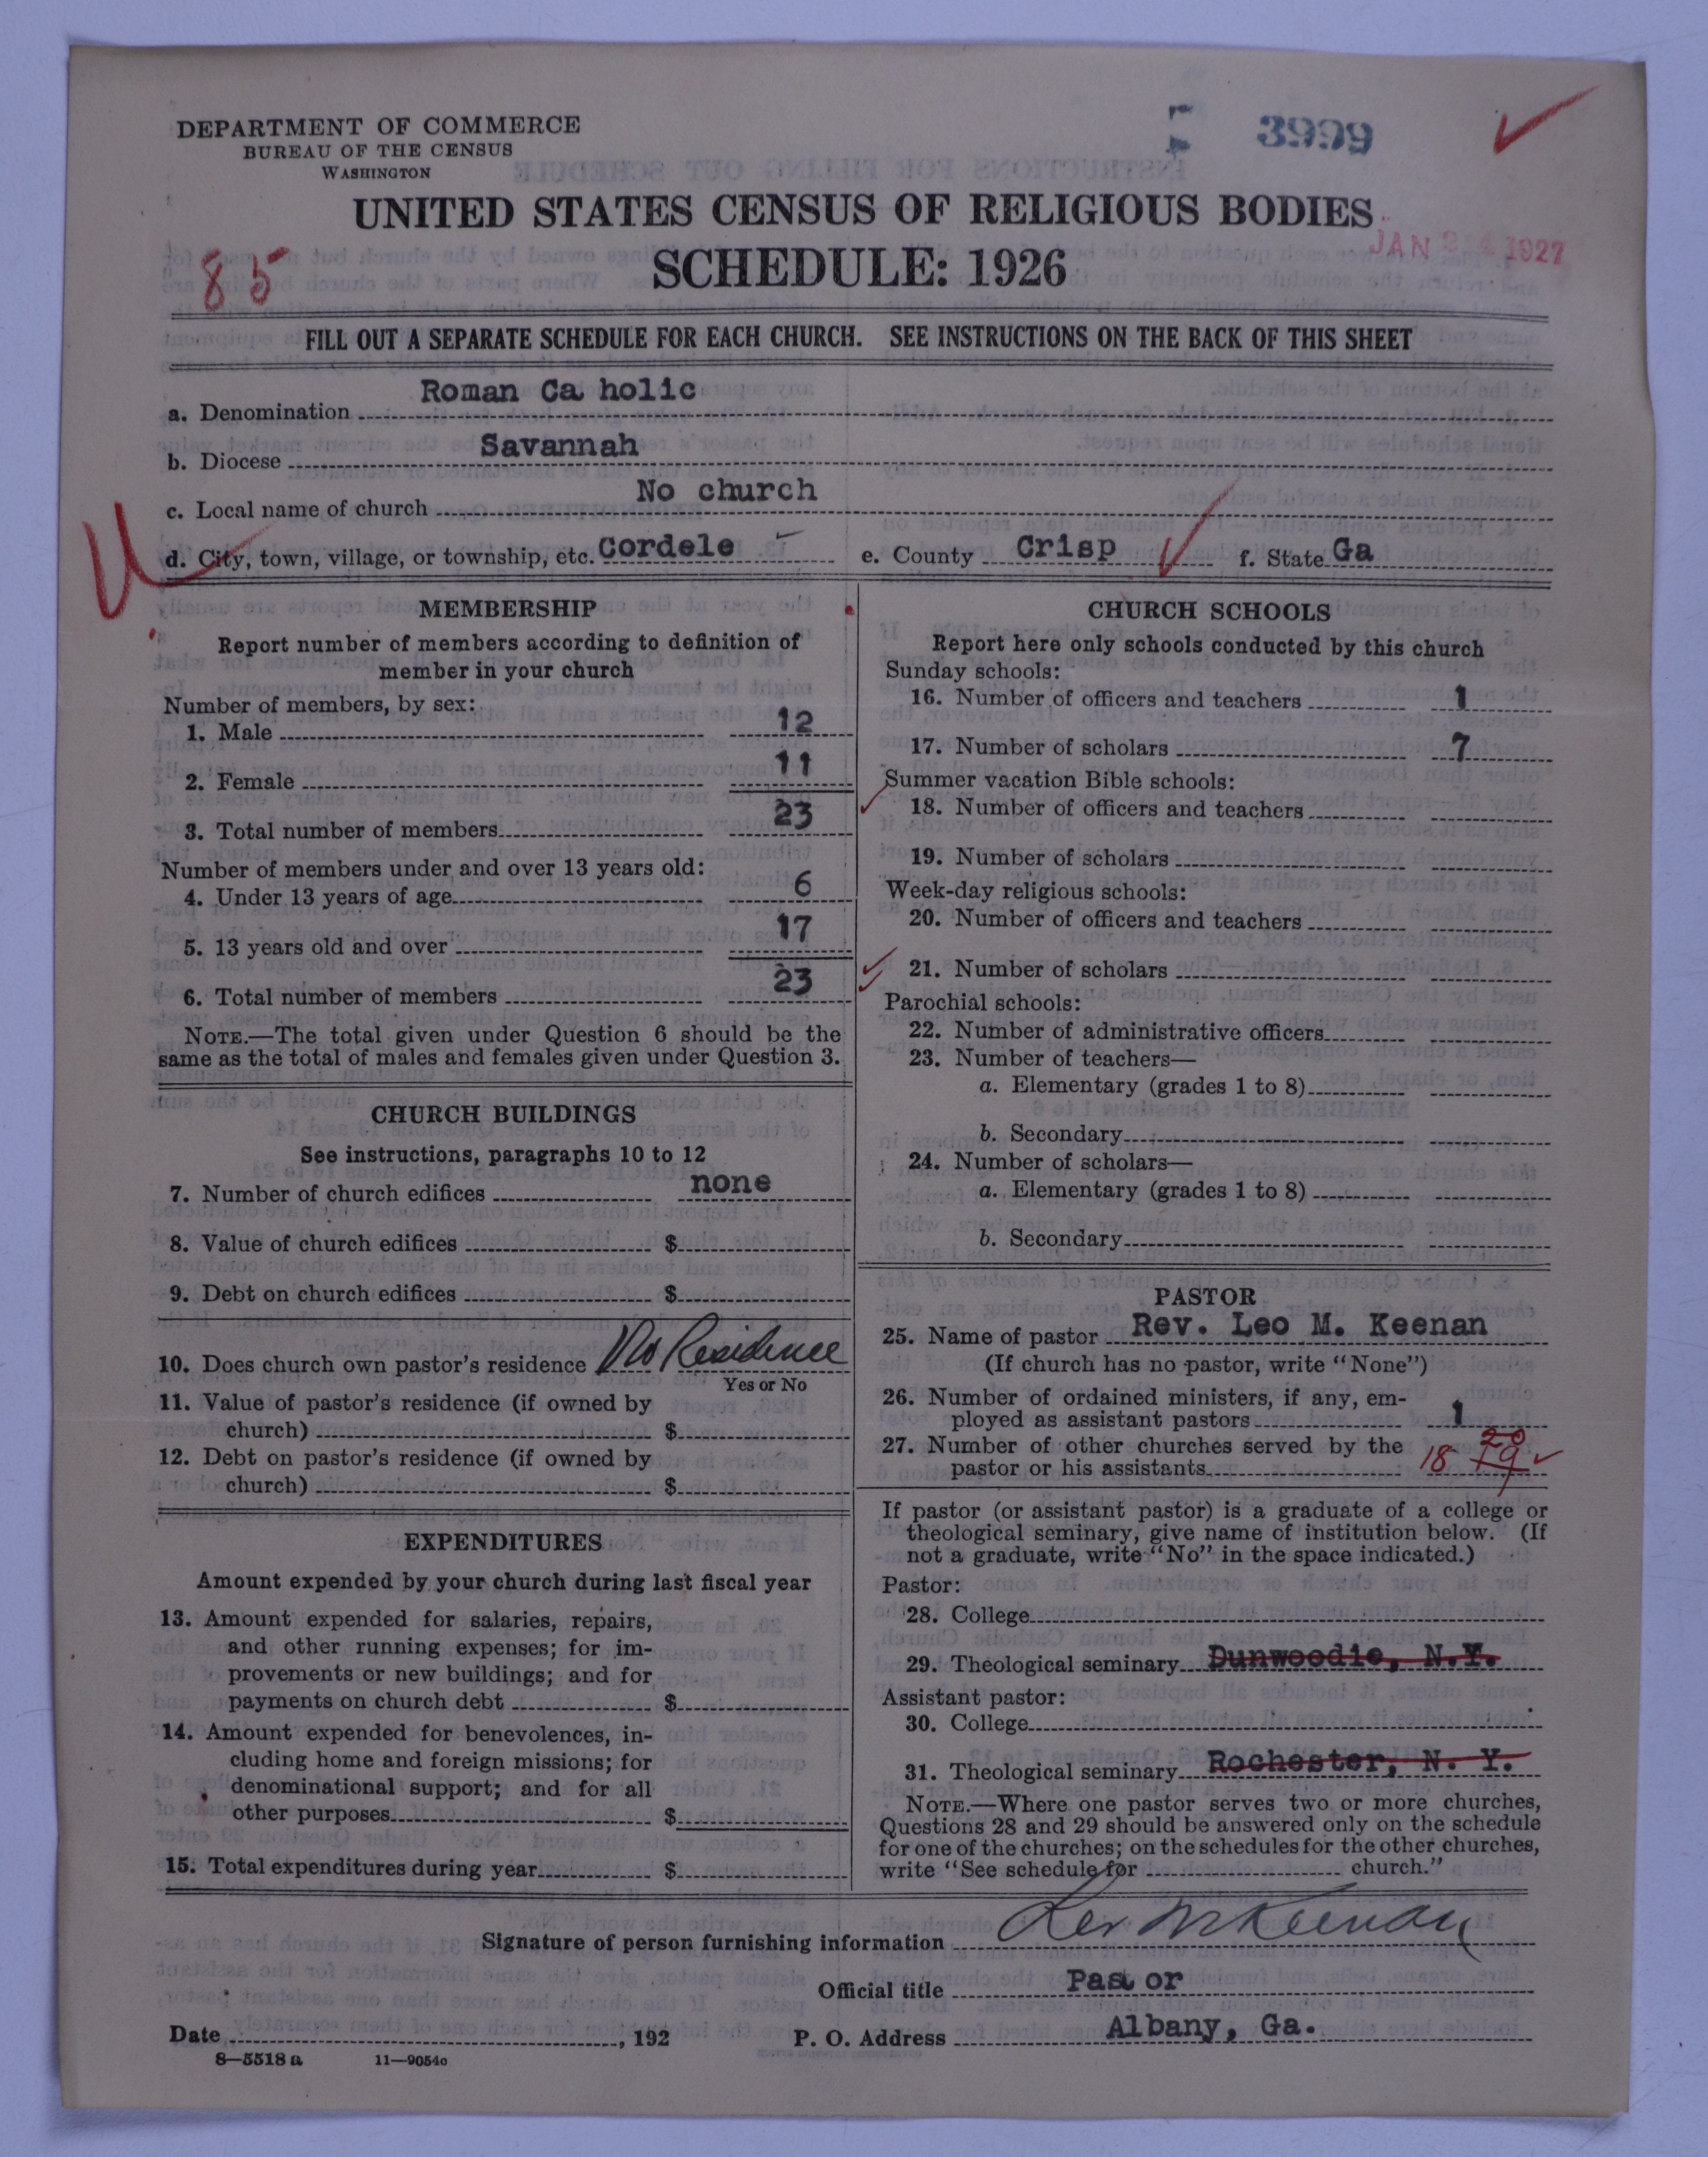 DEPARTMENT OF COMMERCE
BUREAU OF THE CENSUS
WASHINGTON
3999
UNITED STATES CENSUS OF RELIGIOUS BODIES
JAN 1927
85
SCHEDULE: 1926
FILL OUT A SEPARATE SCHEDULE FOR EACH CHURCH. SEE INSTRUCTIONS ON THE BACK OF THIS SHEET
a. Denomination Roman Ca holic
b. Diocese Savannah
c. Local name of church No church
d. City, town, village, or township, etc. Cordele e. County Crisp f. State Ga
MEMBERSHIP
Report number of members according to definition of
member in your church
Number of members, by sex:
1. Male 12
2. Female 11
3. Total number of members 23
Number of members under and over 13 years old:
4. Under 13 years of age 6
5. 13 years old and over 17
6. Total number of members 23
NOTE.—The total given under Question 6 should be the
same as the total of males and females given under Question 3.
CHURCH BUILDINGS
See instructions, paragraphs 10 to 12
7. Number of church edifices none
8. Value of church edifices $
9. Debt on church edifices $
10. Does church own pastor's residence No Residence
Yes or No
11. Value of pastor's residence (if owned by
church) $
12. Debt on pastor's residence (if owned by
church) $
EXPENDITURES
Amount expended by your church during last fiscal year
13. Amount expended for salaries, repairs,
and other running expenses; for im-
provements or new buildings; and for
payments on church debt $
14. Amount expended for benevolences, in-
cluding home and foreign missions; for
denominational support; and for all
other purposes $
15. Total expenditures during year $
CHURCH SCHOOLS
Report here only schools conducted by this church
Sunday schools:
16. Number of officers and teachers 1
17. Number of scholars 7
Summer vacation Bible schools:
18. Number of officers and teachers
19. Number of scholars
Week-day religious schools:
20. Number of officers and teachers
21. Number of scholars
Parochial schools:
22. Number of administrative officers
23. Number of teachers—
a. Elementary (grades 1 to 8)
b. Secondary
24. Number of scholars—
a. Elementary (grades 1 to 8)
b. Secondary
PASTOR
25. Name of pastor Rev. Leo M. Keenan
(If church has no pastor, write "None")
26. Number of ordained ministers, if any, em-
ployed as assistant pastors 1
20
27. Number of other churches served by the
pastor or his assistants 18 19
If pastor (or assistant pastor) is a graduate of a college or
theological seminary, give name of institution below. (If
not a graduate, write "No" in the space indicated.)
Pastor:
28. College
29. Theological seminary Dunwoodie, N.Y.
Assistant pastor:
30. College
31. Theological seminary Rochester, N. Y.
NOTE.—Where one pastor serves two or more churches,
Questions 28 and 29 should be answered only on the schedule
for one of the churches; on the schedules for the other churches,
write "See schedule for church."
Signature of person furnishing information Leo M Keenan
Official title Pas or
Date , 192 P. O. Address Albany, Ga.
8—5518 a 11—9054c